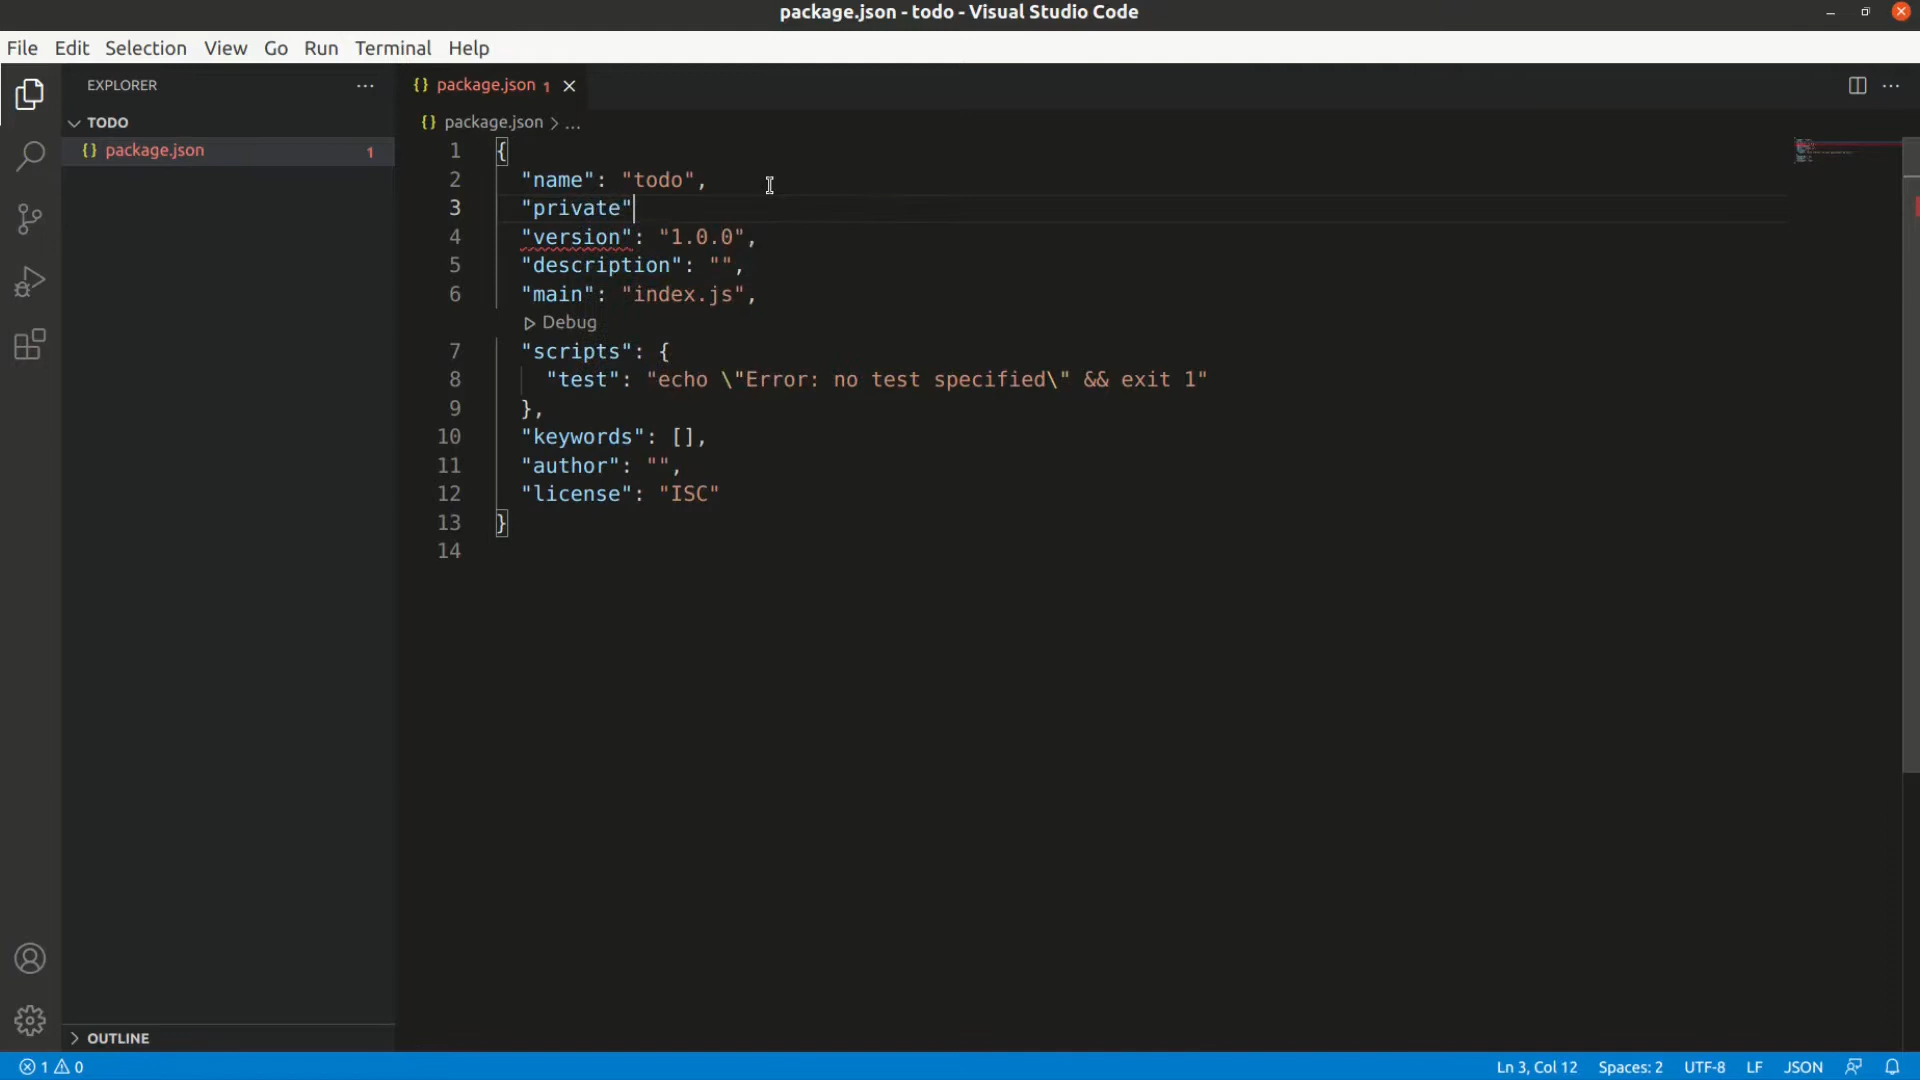 package.json - todo - Visual Studio Code
File Edit Selection View Go Run Terminal Help
EXPLORER
package.json 1
TODO
package.json 1
package.json > ...
1 {
2 "name": "todo",
3 "private"
4 "version": "1.0.0",
5 "description": "",
6 "main": "index.js",
Debug
7 "scripts": {
8 "test": "echo \"Error: no test specified\" && exit 1"
9 },
10 "keywords": [],
11 "author": "",
12 "license": "ISC"
13 }
14
OUTLINE
1 0
Ln 3, Col 12 Spaces: 2 UTF-8 LF JSON